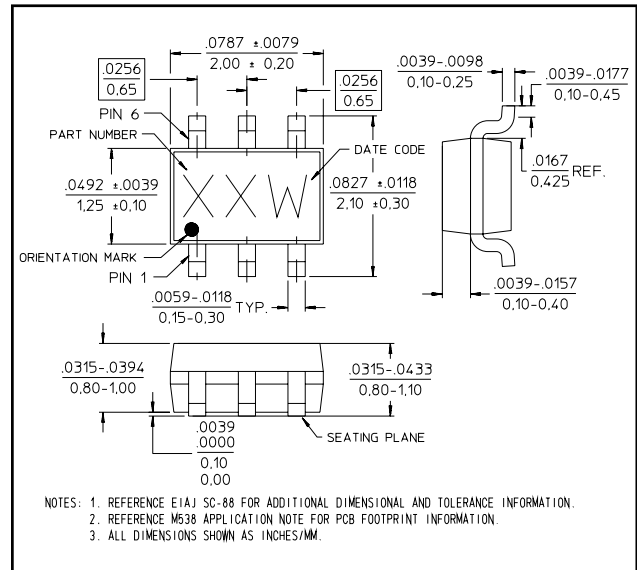 .0787 ±.0079
2,00 ± 0,20
.0256
0,65
.0256
0,65
.0039-.0098
0,10-0,25
.0039-.0177
0,10-0,45
PIN 6
PART NUMBER
DATE CODE
.0167
0,425 REF.
.0492 ±.0039
1,25 ±0,10
XXW
.0827 ±.0118
2,10 ±0,30
ORIENTATION MARK
PIN 1
.0059-.0118
0,15-0,30 TYP.
.0039-.0157
0,10-0,40
.0315-.0394
0,80-1,00
.0315-.0433
0,80-1,10
.0039
.0000
0,10
0,00
SEATING PLANE
NOTES: 1. REFERENCE EIAJ SC-88 FOR ADDITIONAL DIMENSIONAL AND TOLERANCE INFORMATION.
2. REFERENCE M538 APPLICATION NOTE FOR PCB FOOTPRINT INFORMATION.
3. ALL DIMENSIONS SHOWN AS INCHES/MM.